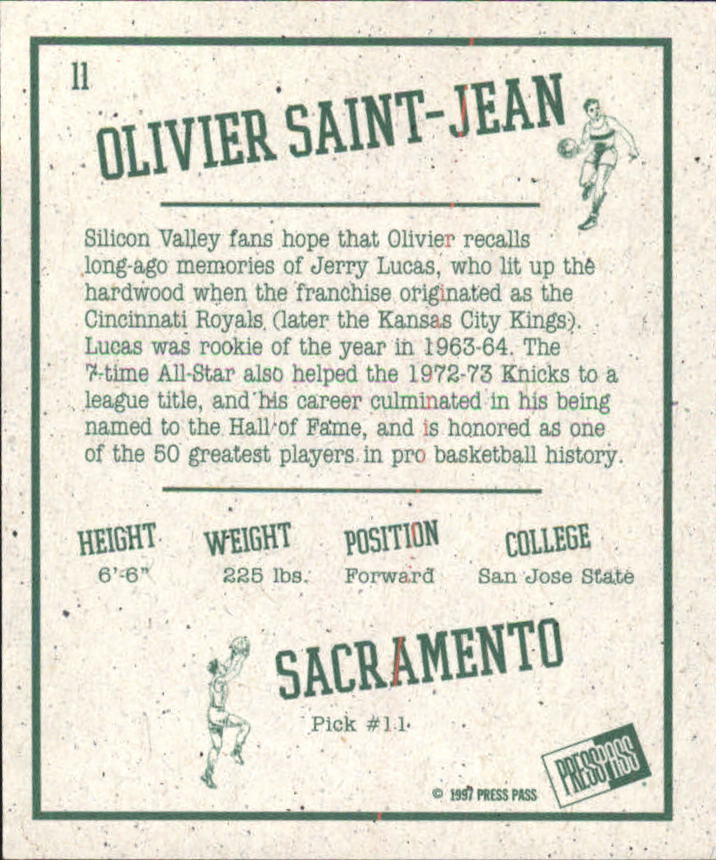 11
OLIVIER SAINT-JEAN
Silicon Valley fans hope that Olivier recalls
long-ago memories of Jerry Lucas, who lit up the
hardwood when the franchise originated as the
Cincinnati Royals (later the Kansas City Kings).
Lucas was rookie of the year in 1963-64. The
7-time All-Star also helped the 1972-73 Knicks to a
league title, and his career culminated in his being
named to the Hall of Fame, and is honored as one
of the 50 greatest players in pro basketball history.
HEIGHT WEIGHT POSITION COLLEGE
6'-6" 225 lbs. Forward San Jose State
SACRAMENTO
Pick #11
© 1997 PRESS PASS
PRESS PASS